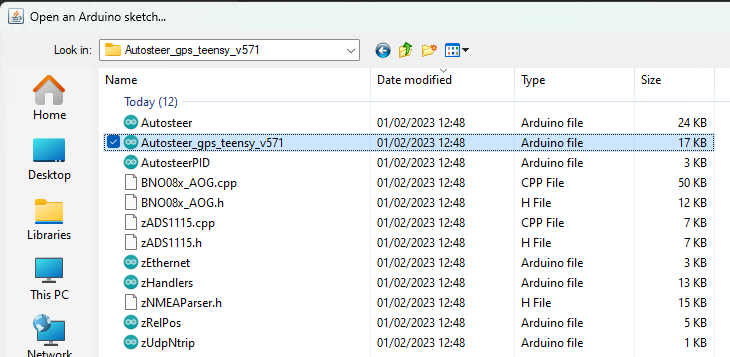 Open an Arduino sketch...
Look in: Autosteer_gps_teensy_v571
Name Date modified Type Size
Today (12)
Autosteer 01/02/2023 12:48 Arduino file 24 KB
Autosteer_gps_teensy_v571 01/02/2023 12:48 Arduino file 17 KB
AutosteerPID 01/02/2023 12:48 Arduino file 3 KB
BNO08x_AOG.cpp 01/02/2023 12:48 CPP File 50 KB
BNO08x_AOG.h 01/02/2023 12:48 H File 12 KB
zADS1115.cpp 01/02/2023 12:48 CPP File 7 KB
zADS1115.h 01/02/2023 12:48 H File 7 KB
zEthernet 01/02/2023 12:48 Arduino file 3 KB
zHandlers 01/02/2023 12:48 Arduino file 13 KB
zNMEAParser.h 01/02/2023 12:48 H File 15 KB
zRelPos 01/02/2023 12:48 Arduino file 5 KB
zUdpNtrip 01/02/2023 12:48 Arduino file 1 KB
Home
Desktop
Libraries
This PC
Network